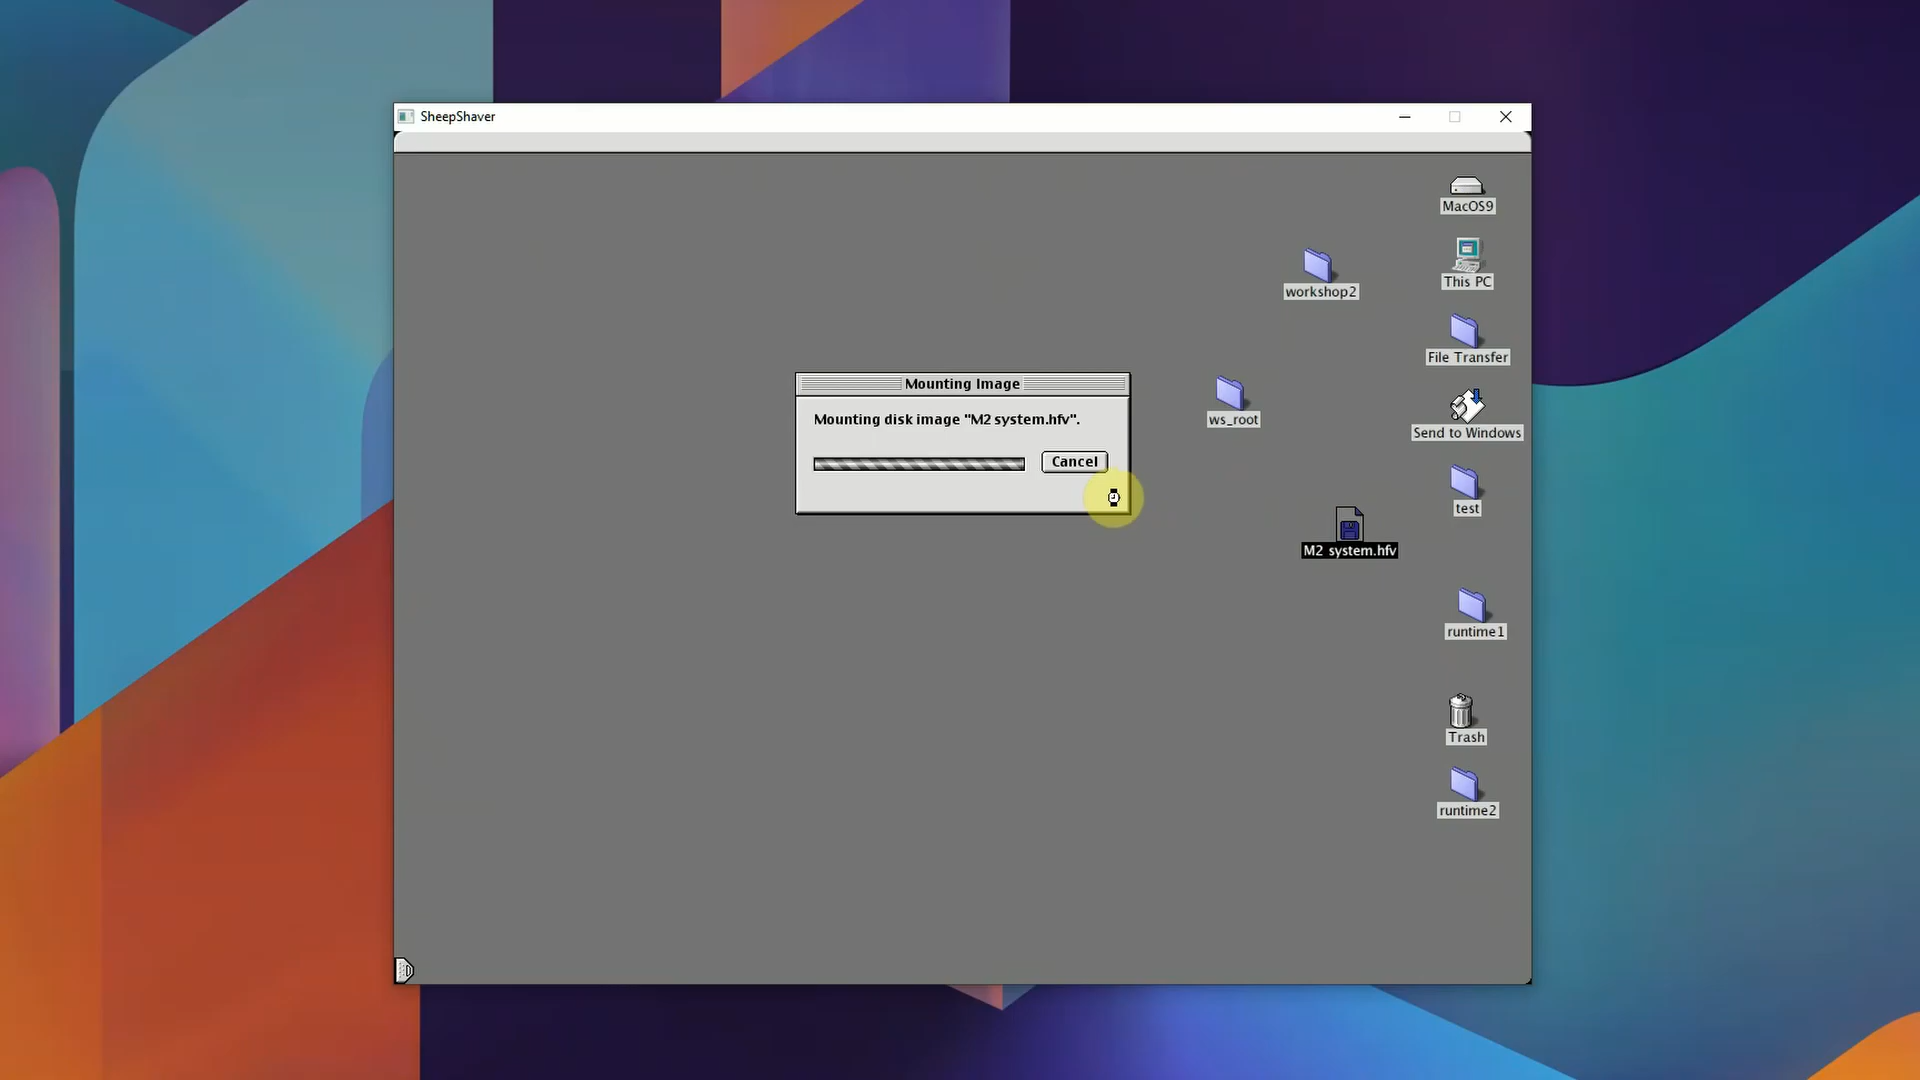 SheepShaver
MacOS9
This PC
workshop2
File Transfer
Mounting Image
Mounting disk image "M2 system.hfv".
ws_root
Send to Windows
Cancel
test
M2 system.hfv
runtime1
Trash
runtime2